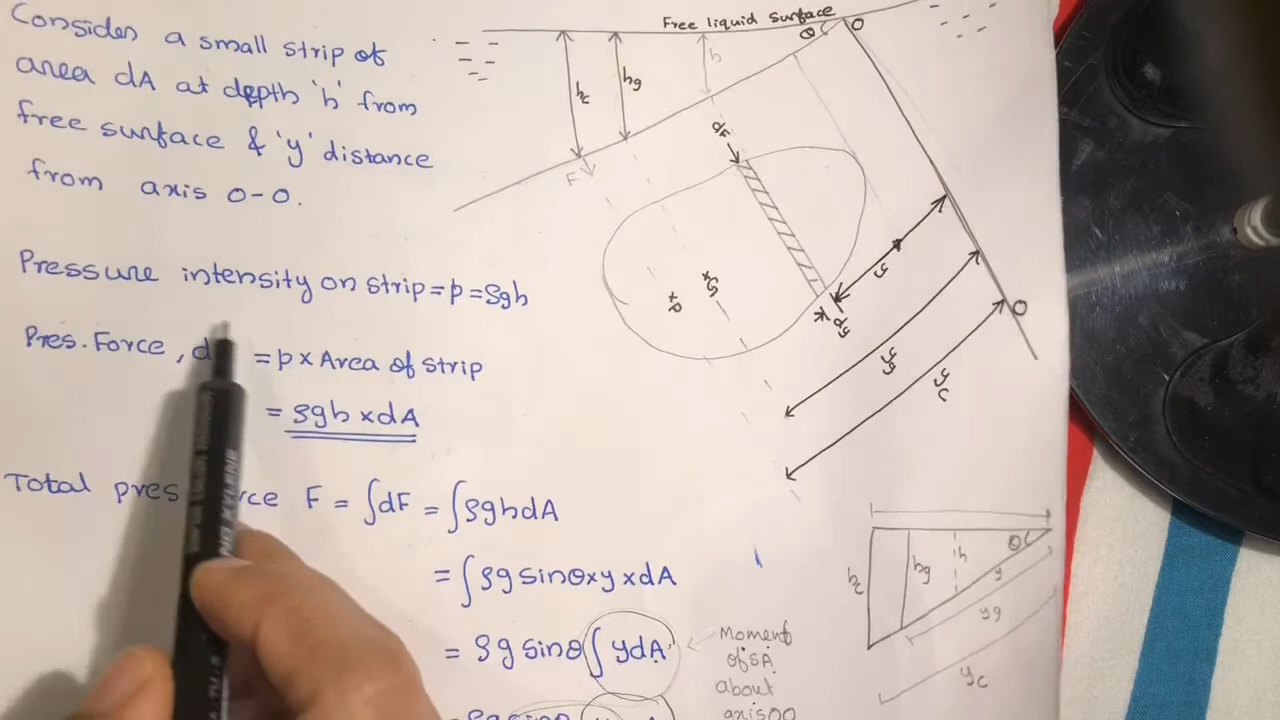 Consider a small strip of
area dA at depth 'h' from
free surface & 'y' distance
from axis O-O.
Pressure intensity on strip = p = ρgh
Pres. Force, d = p × Area of strip
= ρgh × dA
Total pres rce F = ∫dF = ∫ρghdA
= ∫ρg sinθ×y×dA
= ρg sinθ ∫ydA
Moment
of SA
about
axis OO
Free liquid surface
θ
O
hc
hg
h
dF
F
G
P
y
dy
yg
yc
O
θ
hc
hg
h
y
yg
yc